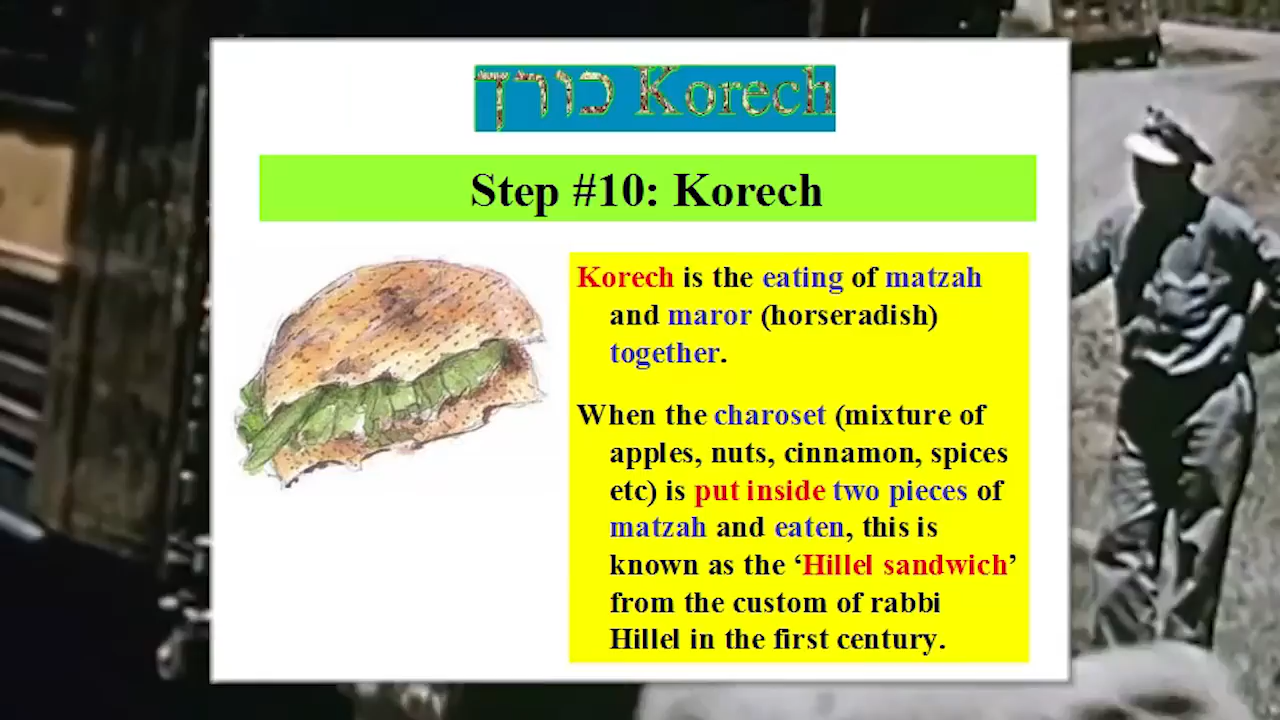 כורך Korech
Step #10: Korech
Korech is the eating of matzah
and maror (horseradish)
together.
When the charoset (mixture of
apples, nuts, cinnamon, spices
etc) is put inside two pieces of
matzah and eaten, this is
known as the ‘Hillel sandwich’
from the custom of rabbi
Hillel in the first century.